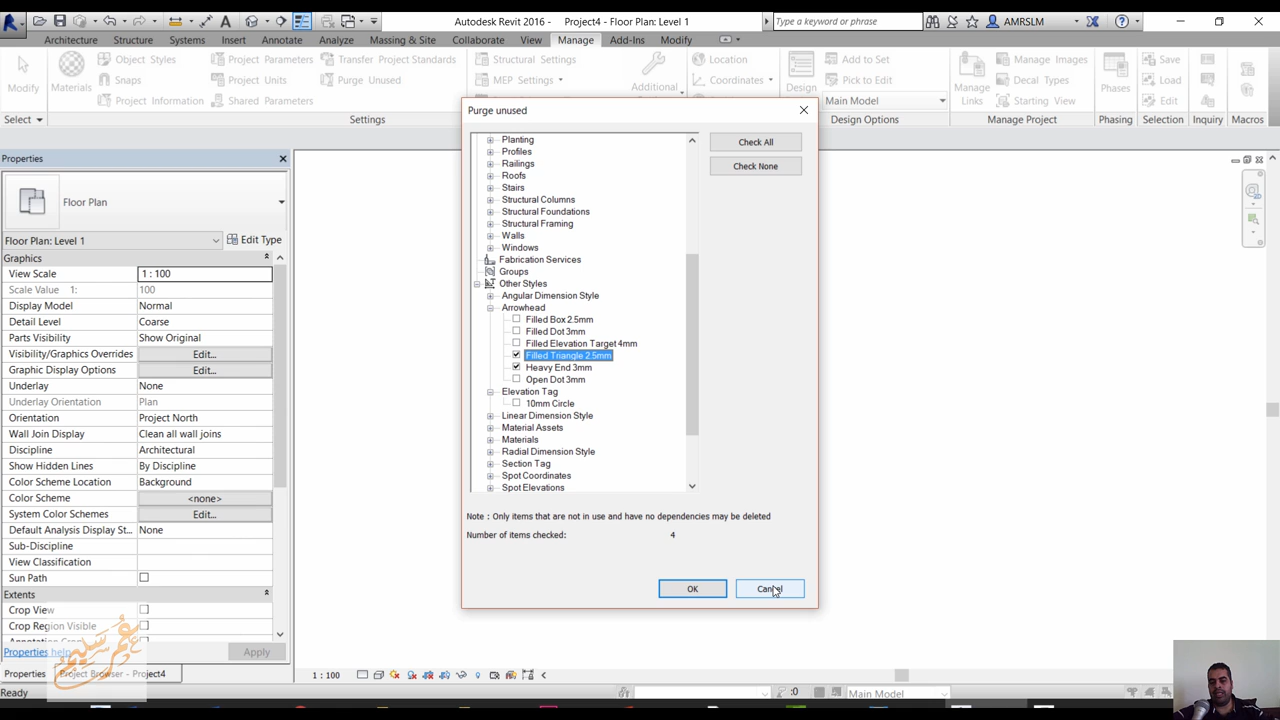 Autodesk Revit 2016 - Project4 - Floor Plan: Level 1
Type a keyword or phrase
AMRSLM
Architecture Structure Systems Insert Annotate Analyze Massing & Site Collaborate View Manage Add-Ins Modify
Modify
Materials
Object Styles
Snaps
Project Information
Project Parameters
Project Units
Shared Parameters
Transfer Project Standards
Purge Unused
Structural Settings
MEP Settings
Additional
Location
Coordinates
Design
Add to Set
Pick to Edit
Main Model
Manage
Links
Manage Images
Decal Types
Starting View
Phases
Save
Load
Edit
Select Settings Design Options Manage Project Phasing Selection Inquiry Macros
Properties
Floor Plan
Floor Plan: Level 1 Edit Type
Graphics
View Scale 1 : 100
Scale Value 1: 100
Display Model Normal
Detail Level Coarse
Parts Visibility Show Original
Visibility/Graphics Overrides Edit...
Graphic Display Options Edit...
Underlay None
Underlay Orientation Plan
Orientation Project North
Wall Join Display Clean all wall joins
Discipline Architectural
Show Hidden Lines By Discipline
Color Scheme Location Background
Color Scheme <none>
System Color Schemes Edit...
Default Analysis Display St... None
Sub-Discipline
View Classification
Sun Path
Extents
Crop View
Crop Region Visible
Annotation Crop
Properties help
Apply
Properties Project Browser - Project4
Ready
Purge unused
Planting
Profiles
Railings
Roofs
Stairs
Structural Columns
Structural Foundations
Structural Framing
Walls
Windows
Fabrication Services
Groups
Other Styles
Angular Dimension Style
Arrowhead
Filled Box 2.5mm
Filled Dot 3mm
Filled Elevation Target 4mm
Filled Triangle 2.5mm
Heavy End 3mm
Open Dot 3mm
Elevation Tag
10mm Circle
Linear Dimension Style
Material Assets
Materials
Radial Dimension Style
Section Tag
Spot Coordinates
Spot Elevations
Check All
Check None
Note : Only items that are not in use and have no dependencies may be deleted
Number of items checked: 4
OK Cancel
1 : 100
:0
Main Model